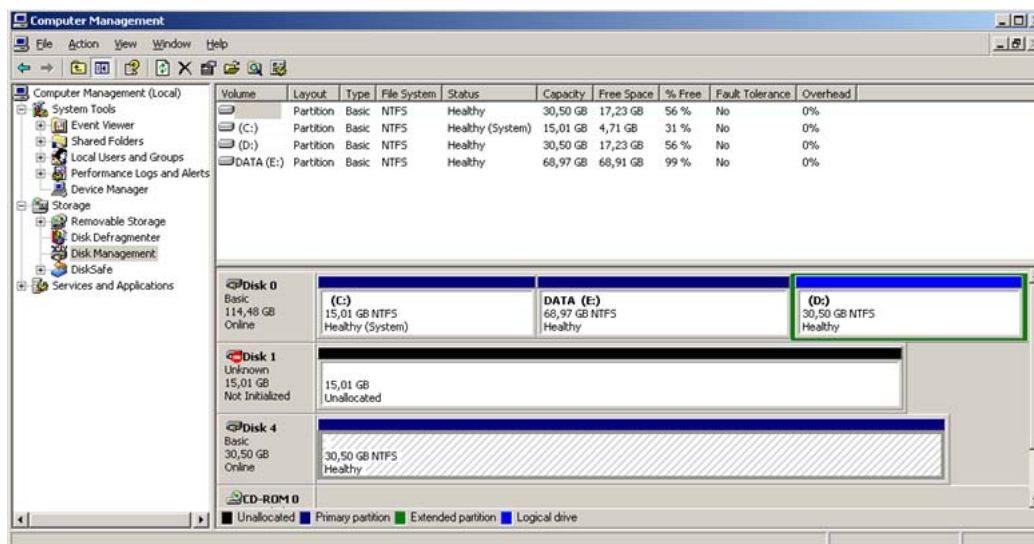 Computer Management
File Action View Window Help
Computer Management (Local)
System Tools
Event Viewer
Shared Folders
Local Users and Groups
Performance Logs and Alerts
Device Manager
Storage
Removable Storage
Disk Defragmenter
Disk Management
DiskSafe
Services and Applications
Volume Layout Type File System Status Capacity Free Space % Free Fault Tolerance Overhead
Partition Basic NTFS Healthy 30,50 GB 17,23 GB 56 % No 0%
(C:) Partition Basic NTFS Healthy (System) 15,01 GB 4,71 GB 31 % No 0%
(D:) Partition Basic NTFS Healthy 30,50 GB 17,23 GB 56 % No 0%
DATA (E:) Partition Basic NTFS Healthy 68,97 GB 68,91 GB 99 % No 0%
Disk 0
Basic
114,48 GB
Online
(C:)
15,01 GB NTFS
Healthy (System)
DATA (E:)
68,97 GB NTFS
Healthy
(D:)
30,50 GB NTFS
Healthy
Disk 1
Unknown
15,01 GB
Not Initialized
15,01 GB
Unallocated
Disk 4
Basic
30,50 GB
Online
30,50 GB NTFS
Healthy
CD-ROM 0
Unallocated Primary partition Extended partition Logical drive